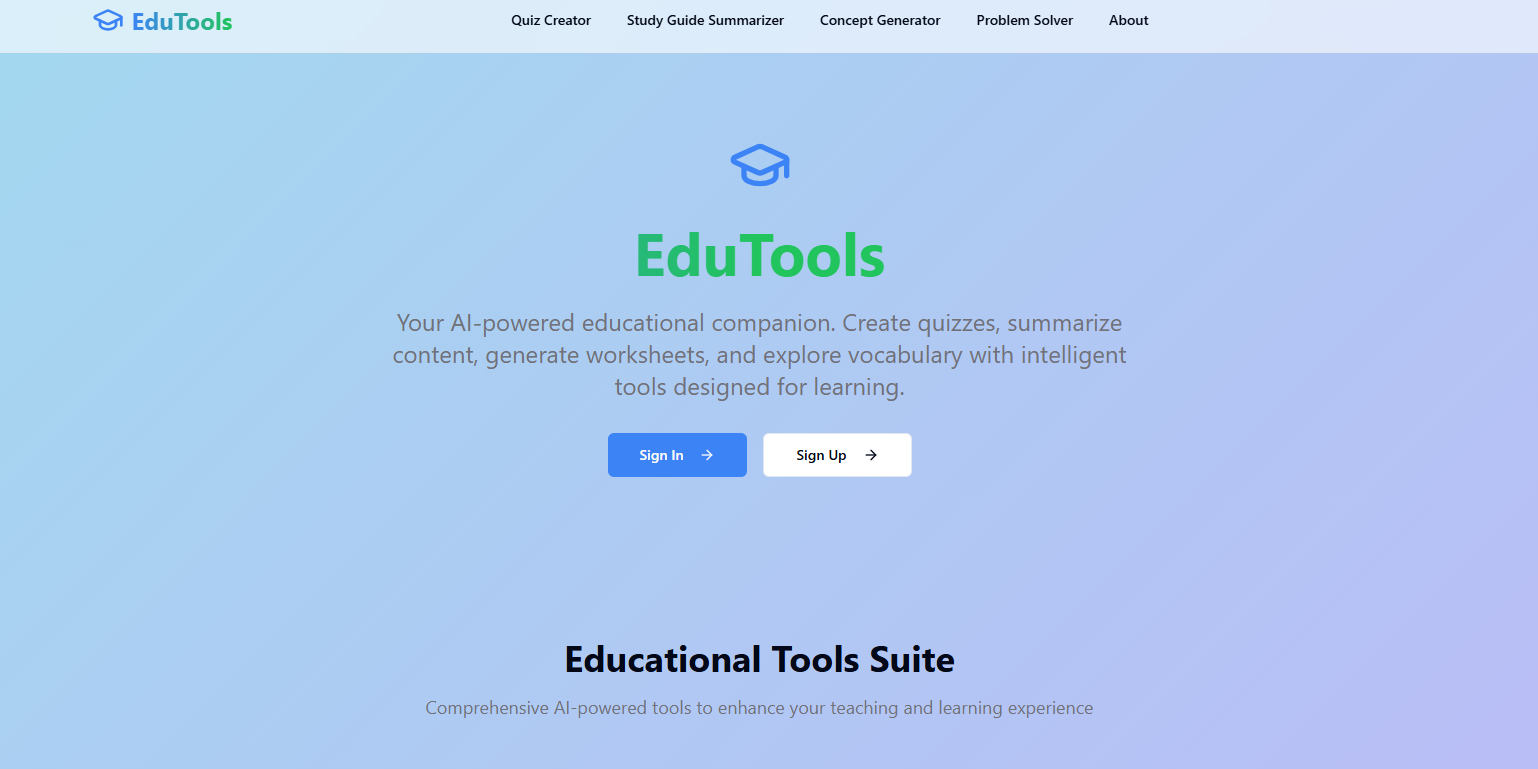 EduTools
Quiz Creator
Study Guide Summarizer
Concept Generator
Problem Solver
About
EduTools
Your AI-powered educational companion. Create quizzes, summarize
content, generate worksheets, and explore vocabulary with intelligent
tools designed for learning.
Sign In
Sign Up
Educational Tools Suite
Comprehensive AI-powered tools to enhance your teaching and learning experience